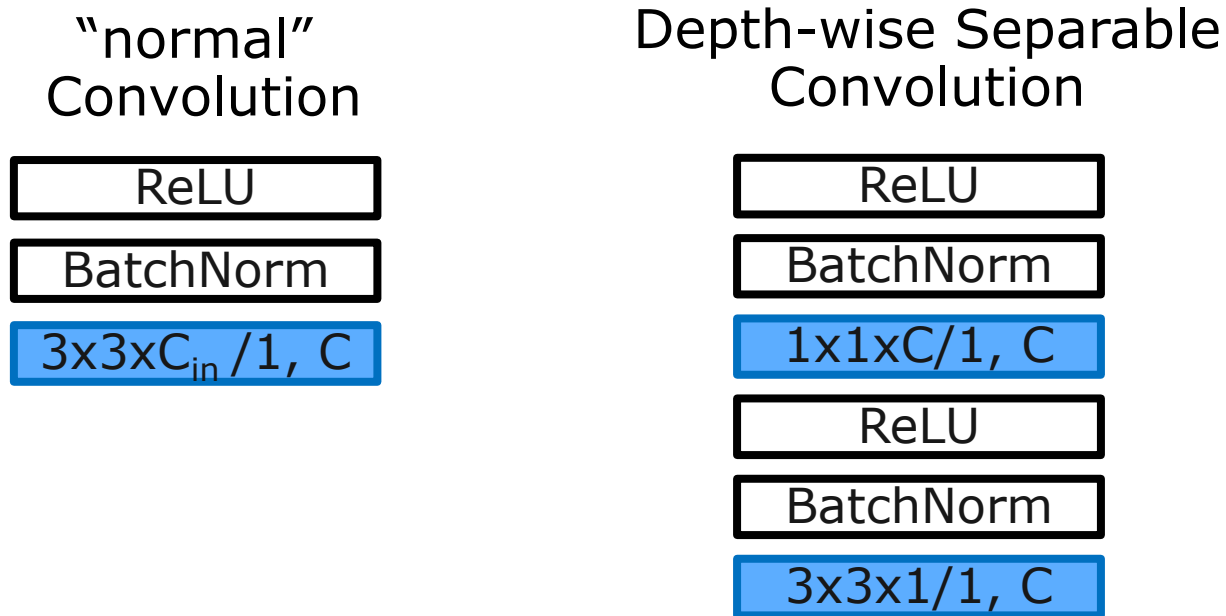 “normal”
Convolution
ReLU
BatchNorm
3x3xCin /1, C
Depth-wise Separable
Convolution
ReLU
BatchNorm
1x1xC/1, C
ReLU
BatchNorm
3x3x1/1, C